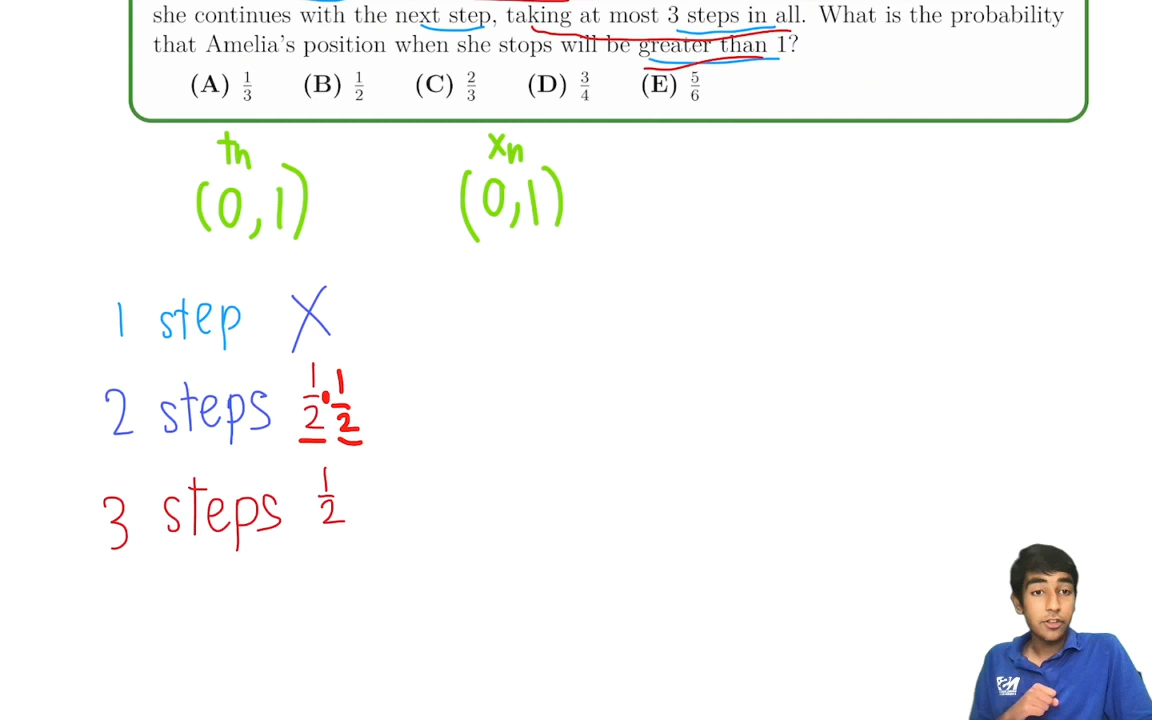 she continues with the next step, taking at most 3 steps in all. What is the probability
that Amelia's position when she stops will be greater than 1?
(A) 1/3 (B) 1/2 (C) 2/3 (D) 3/4 (E) 5/6
tn xn
(0,1) (0,1)
1 step X
2 steps 1/2 · 1/2
3 steps 1/2